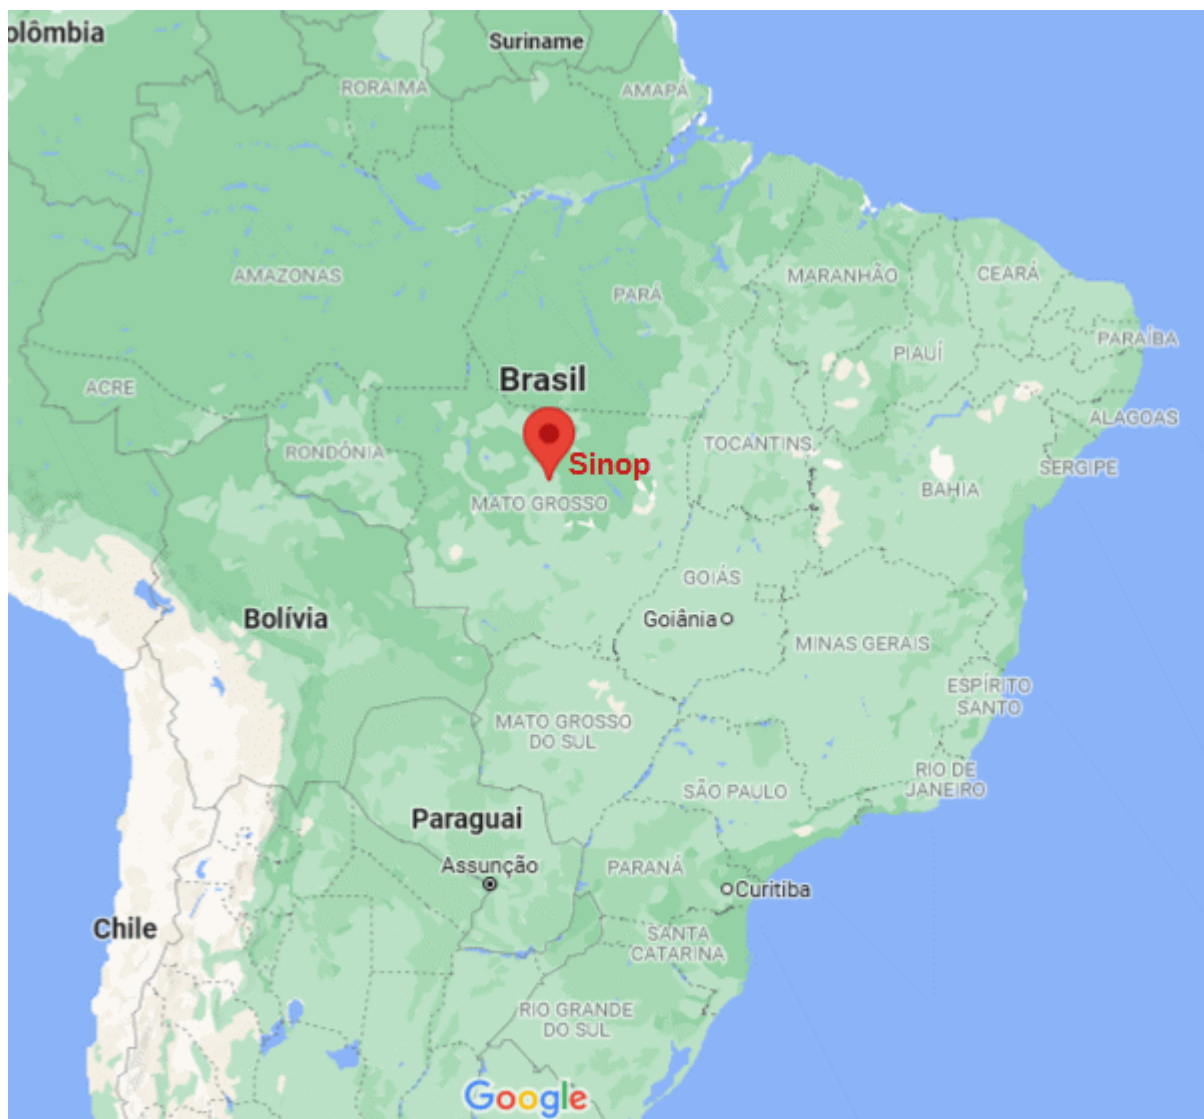 olômbia
Suriname
RORAIMA
AMAPÁ
AMAZONAS
PARÁ
MARANHÃO
CEARÁ
PARAÍBA
PIAUÍ
Brasil
ACRE
ALAGOAS
RONDÔNIA
TOCANTINS
Sinop
SERGIPE
BAHIA
MATO GROSSO
GOIÁS
Bolívia
Goiânia
MINAS GERAIS
ESPÍRITO
SANTO
MATO GROSSO
DO SUL
RIO DE
JANEIRO
SÃO PAULO
Paraguai
Assunção
PARANÁ
Curitiba
Chile
SANTA
CATARINA
RIO GRANDE
DO SUL
Google